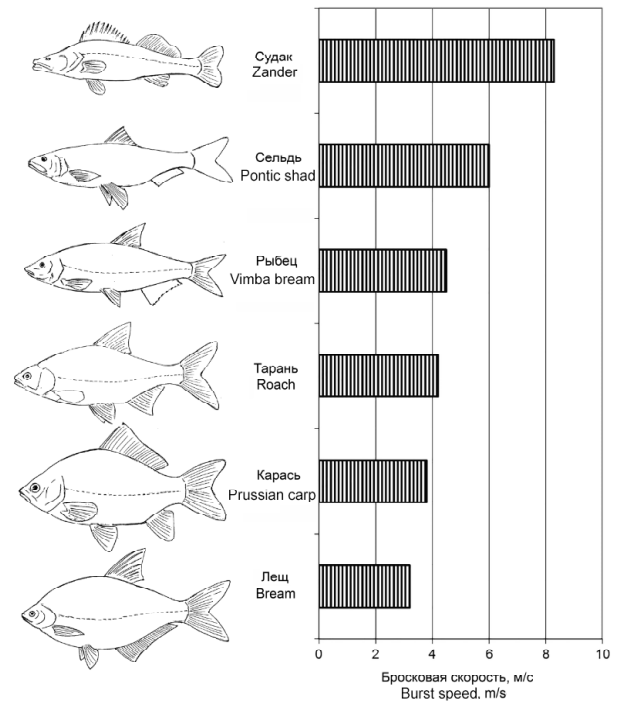 Судак
Zander
Сельдь
Pontic shad
Рыбец
Vimba bream
Тарань
Roach
Карась
Prussian carp
Лещ
Bream
0 2 4 6 8 10
Бросковая скорость, м/с
Burst speed, m/s